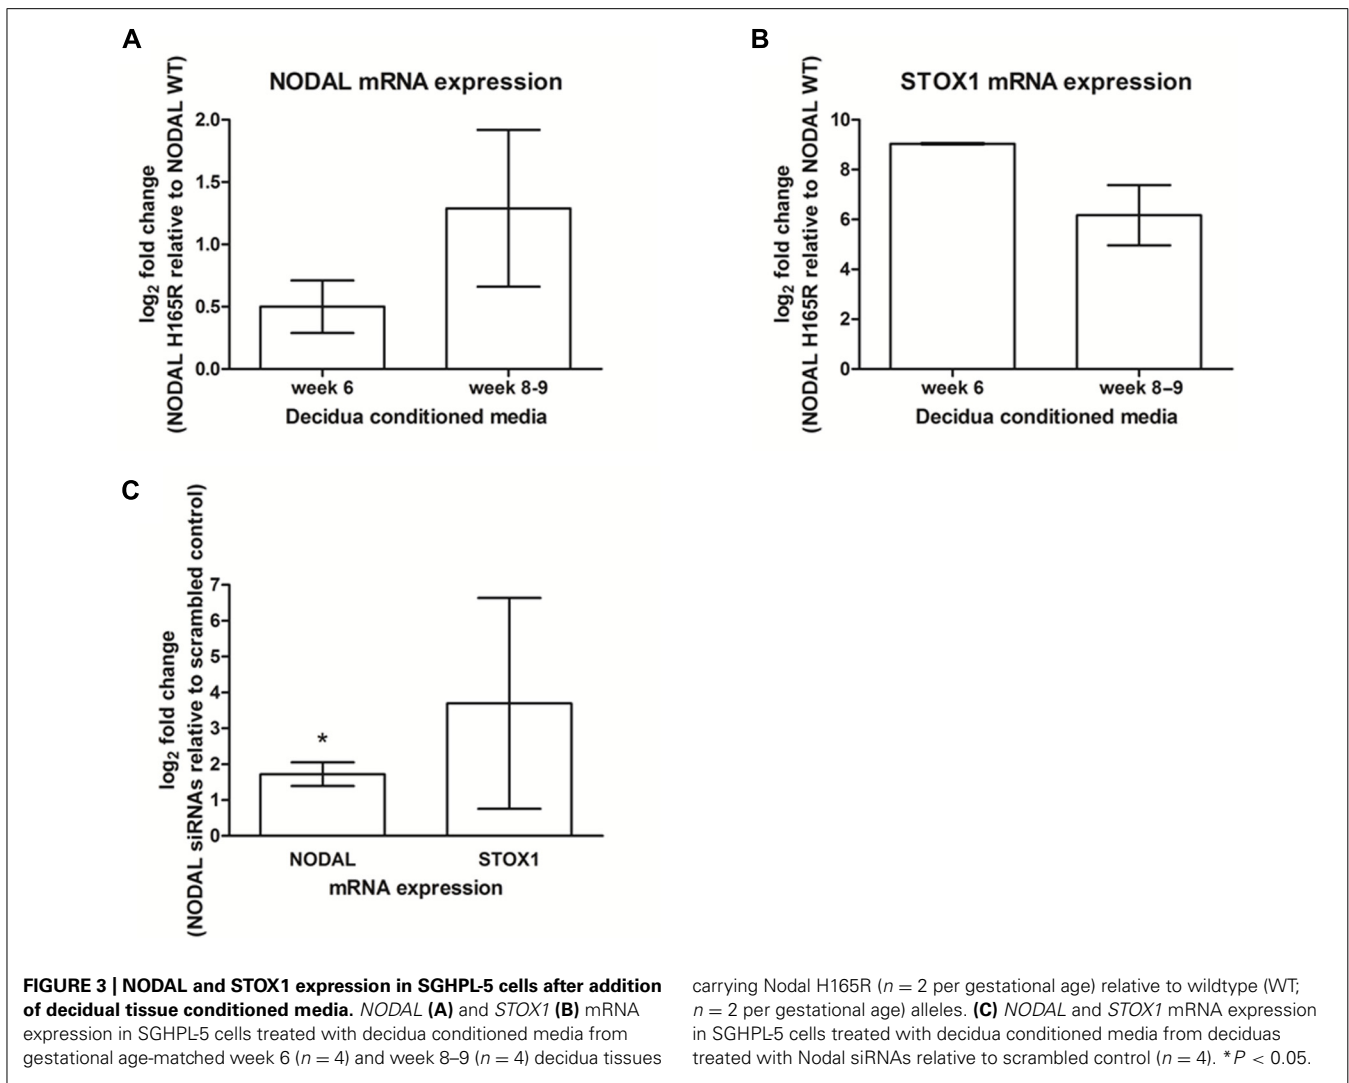 A
NODAL mRNA expression
log2 fold change
(NODAL H165R relative to NODAL WT)
2.0
1.5
1.0
0.5
0.0
week 6
week 8-9
Decidua conditioned media
B
STOX1 mRNA expression
log2 fold change
(NODAL H165R relative to NODAL WT)
10
8
6
4
2
0
week 6
week 8–9
Decidua conditioned media
C
log2 fold change
(NODAL siRNAs relative to scrambled control)
7
6
5
4
3
2
1
0
*
NODAL
STOX1
mRNA expression
FIGURE 3 | NODAL and STOX1 expression in SGHPL-5 cells after addition
of decidual tissue conditioned media. NODAL (A) and STOX1 (B) mRNA
expression in SGHPL-5 cells treated with decidua conditioned media from
gestational age-matched week 6 (n = 4) and week 8–9 (n = 4) decidua tissues
carrying Nodal H165R (n = 2 per gestational age) relative to wildtype (WT;
n = 2 per gestational age) alleles. (C) NODAL and STOX1 mRNA expression
in SGHPL-5 cells treated with decidua conditioned media from deciduas
treated with Nodal siRNAs relative to scrambled control (n = 4). *P < 0.05.